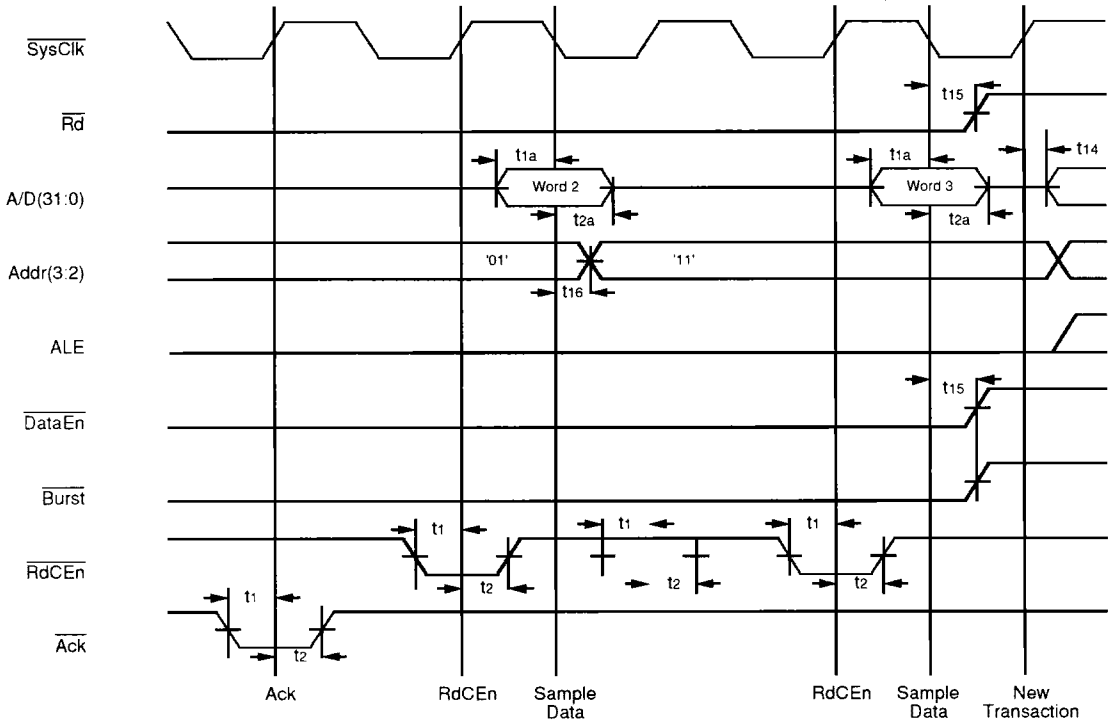 SysClk
Rd
t15
A/D(31:0)
t1a
Word 2
t2a
t1a
Word 3
t2a
t14
Addr(3:2)
'01'
'11'
t16
ALE
DataEn
t15
Burst
RdCEn
t1
t2
t1
t2
t1
t2
Ack
t1
t2
Ack
RdCEn
Sample
Data
RdCEn
Sample
Data
New
Transaction